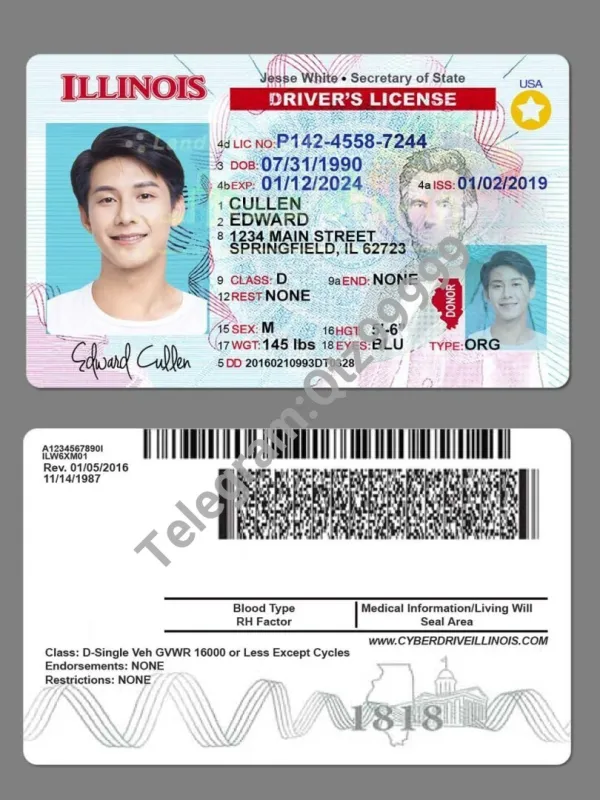 ILLINOIS
Jesse White • Secretary of State
USA
DRIVER'S LICENSE
4d LIC NO: P142-4558-7244
3 DOB: 07/31/1990
4b EXP: 01/12/2024 4a ISS: 01/02/2019
1 CULLEN
2 EDWARD
8 1234 MAIN STREET
SPRINGFIELD, IL 62723
9 CLASS: D 9a END: NONE
12 REST NONE
DONOR
15 SEX: M 16 HGT 5'-6"
17 WGT: 145 lbs 18 EYES: BLU TYPE: ORG
5 DD 20160210993DT0328
Edward Cullen
Telegram:Qtz99999
A1234567890I
ILW6XM01
Rev. 01/05/2016
11/14/1987
Blood Type
RH Factor
Medical Information/Living Will
Seal Area
www.CYBERDRIVEILLINOIS.COM
Class: D-Single Veh GVWR 16000 or Less Except Cycles
Endorsements: NONE
Restrictions: NONE
1818